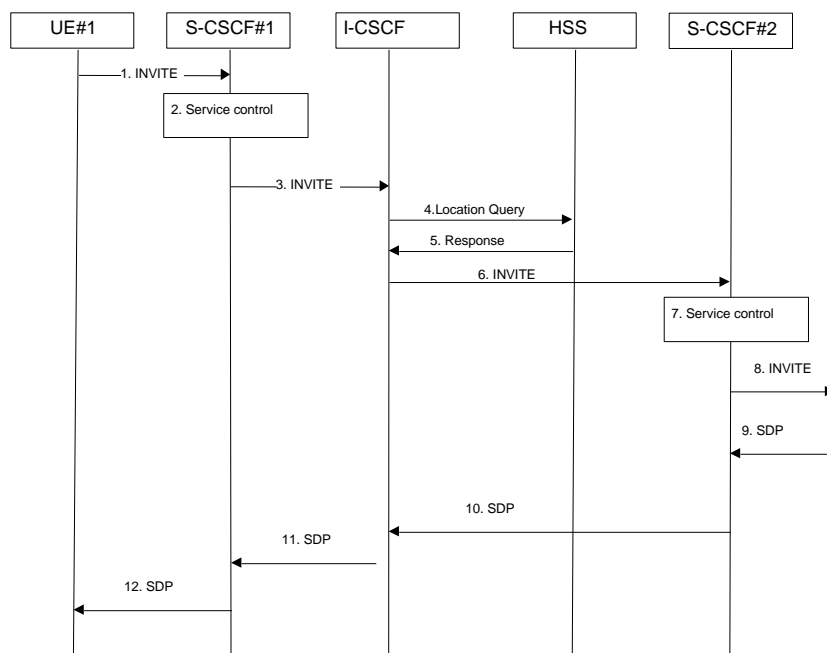 UE#1
S-CSCF#1
I-CSCF
HSS
S-CSCF#2
1. INVITE
2. Service control
3. INVITE
4.Location Query
5. Response
6. INVITE
7. Service control
8. INVITE
9. SDP
10. SDP
11. SDP
12. SDP